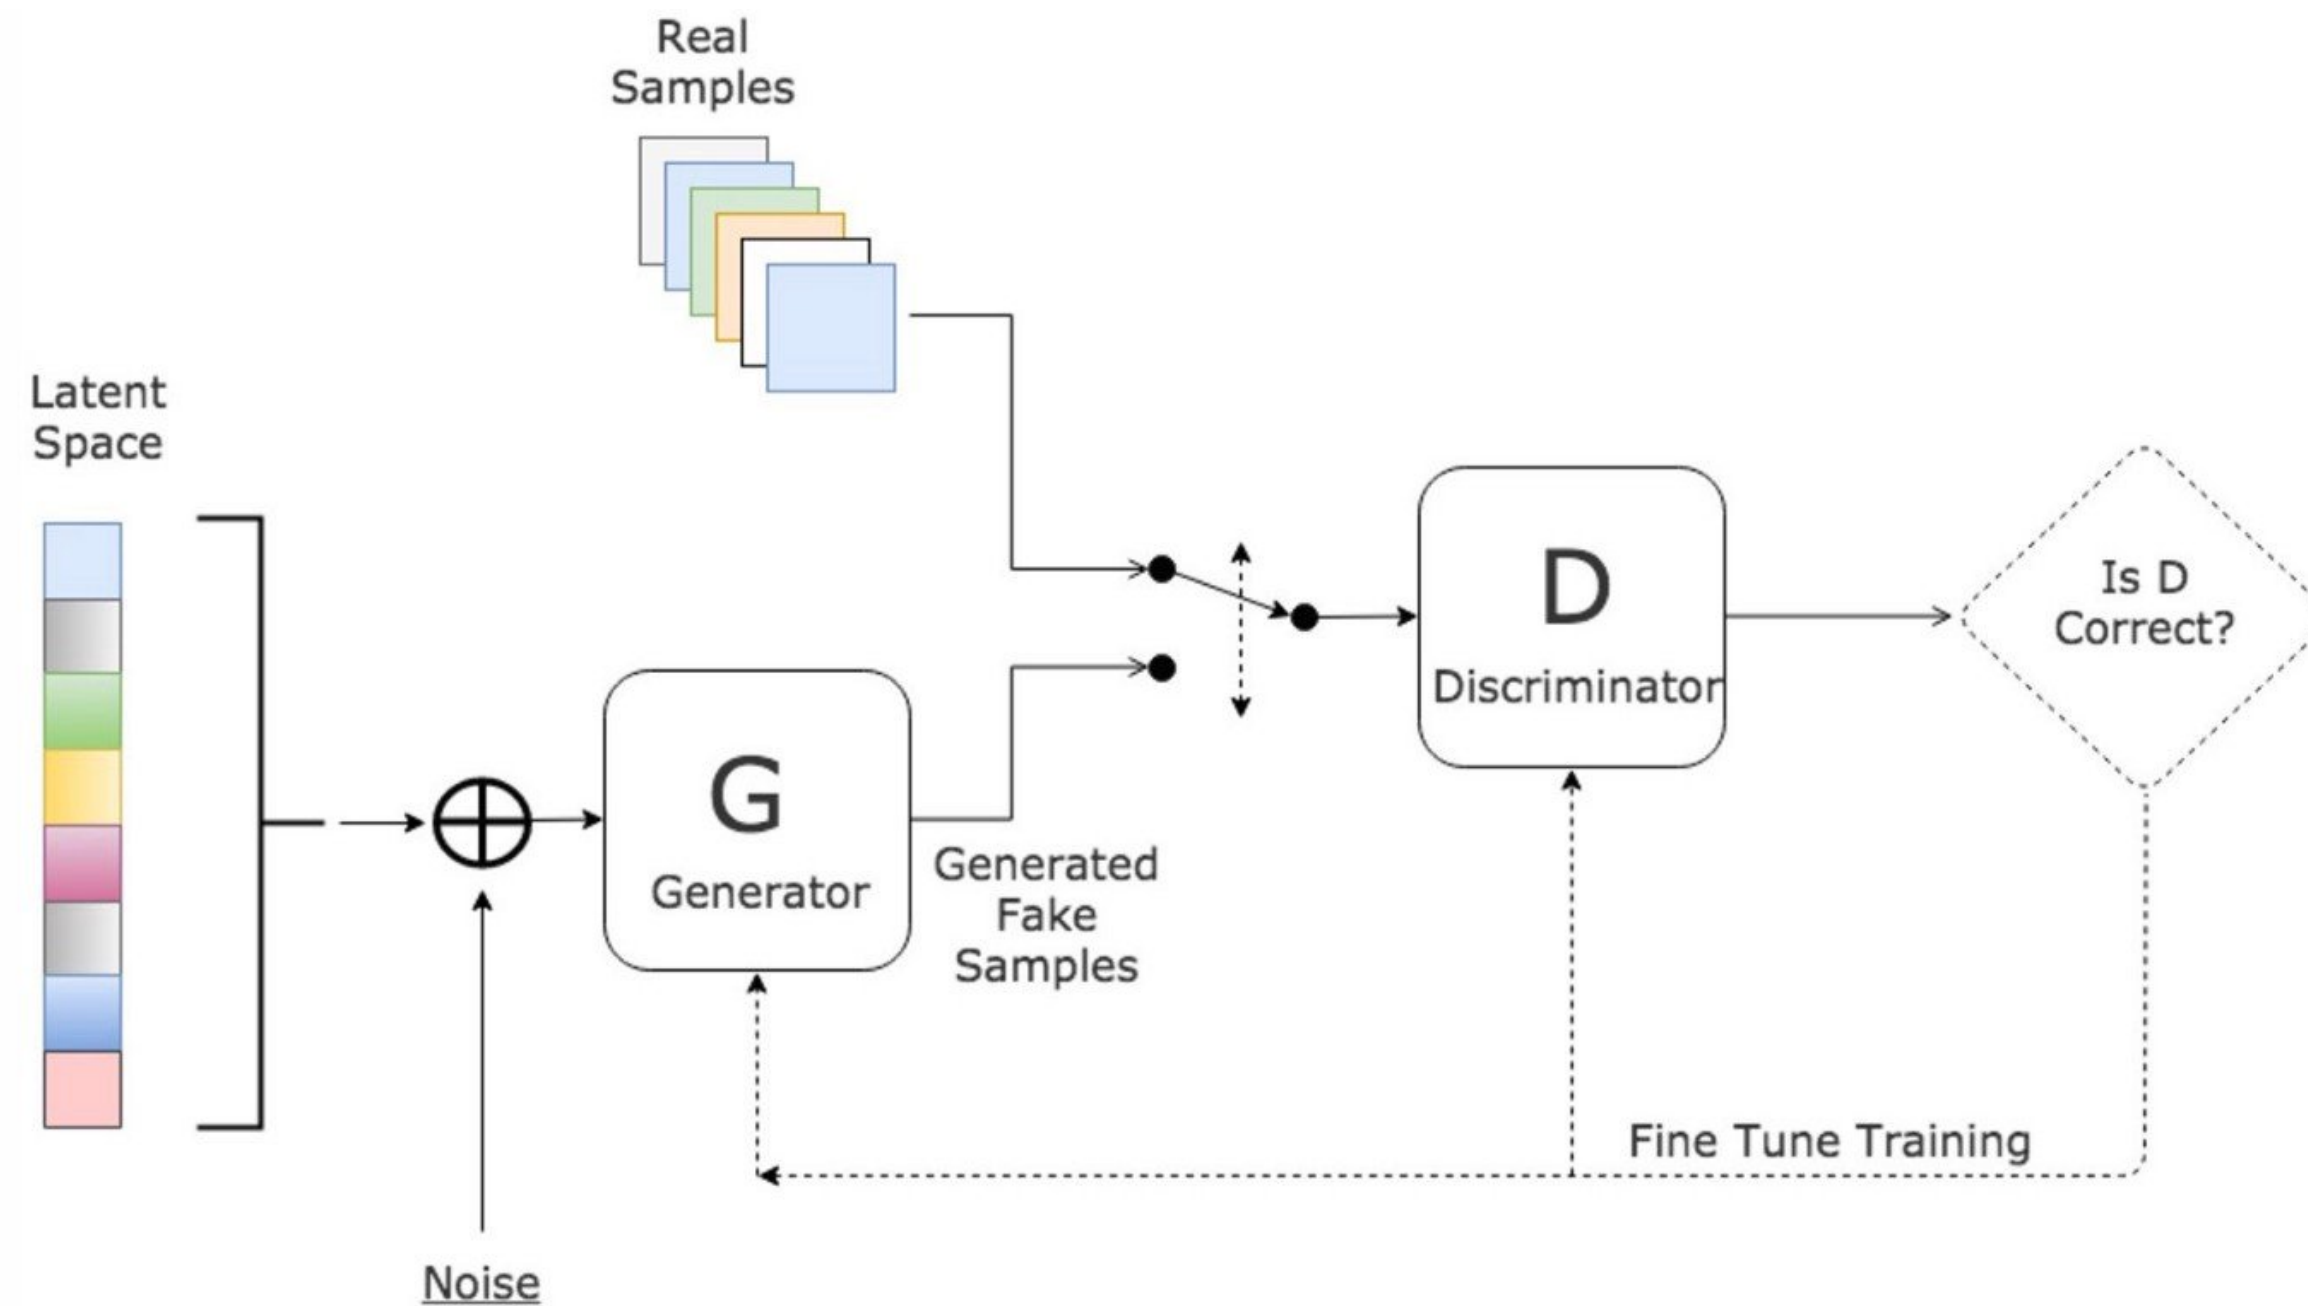 Real
Samples
Latent
Space
Is D
Correct?
D
Discriminator
G
Generator
Generated
Fake
Samples
Fine Tune Training
Noise